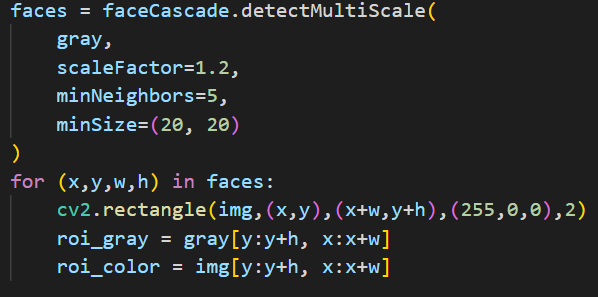 faces = faceCascade.detectMultiScale(
    gray,
    scaleFactor=1.2,
    minNeighbors=5,
    minSize=(20, 20)
)
for (x,y,w,h) in faces:
    cv2.rectangle(img,(x,y),(x+w,y+h),(255,0,0),2)
    roi_gray = gray[y:y+h, x:x+w]
    roi_color = img[y:y+h, x:x+w]